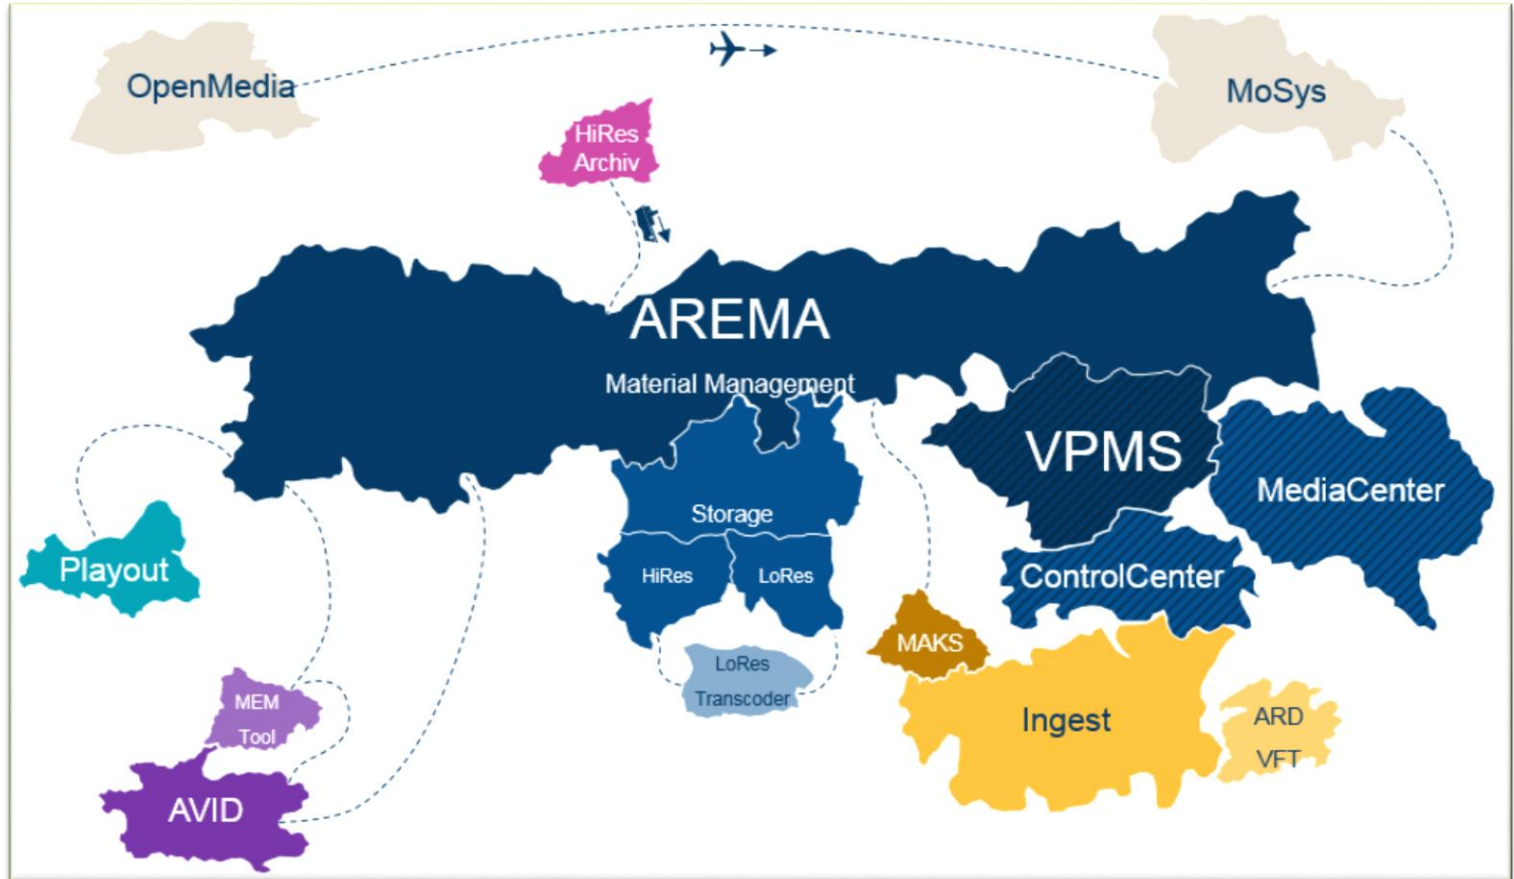 OpenMedia
MoSys
HiRes
Archiv
AREMA
Material Management
VPMS
MediaCenter
Storage
HiRes
LoRes
ControlCenter
Playout
MAKS
LoRes
Transcoder
MEM
Tool
Ingest
ARD
VFT
AVID